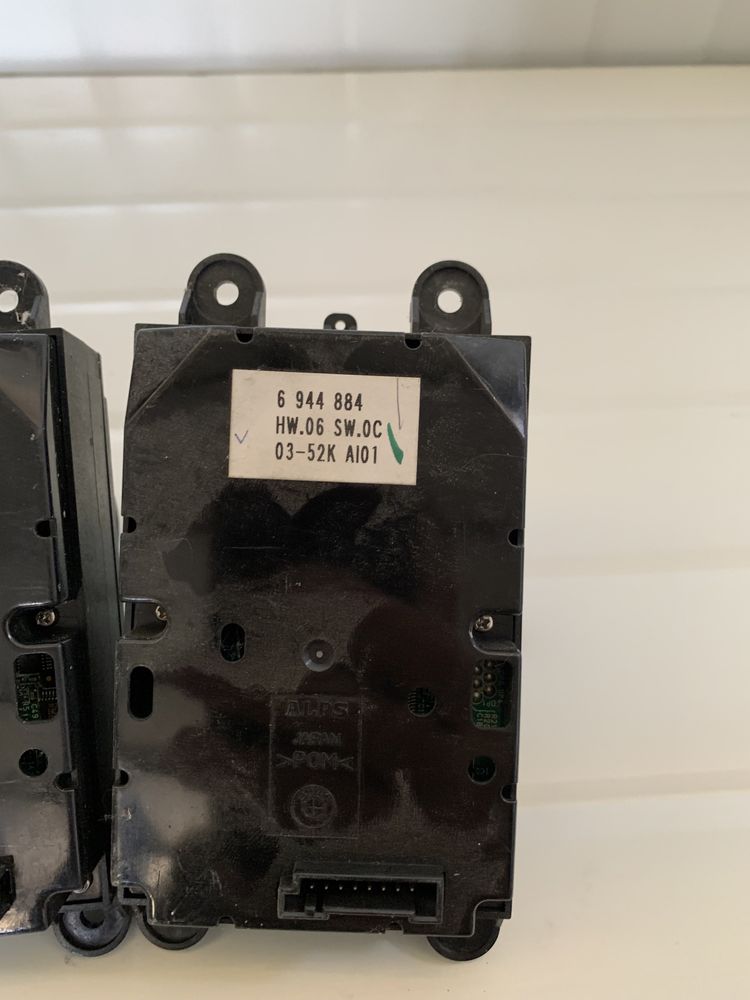 6 944 884
HW.06 SW.0C
03-52K AI01
ALPS
JAPAN
>POM<